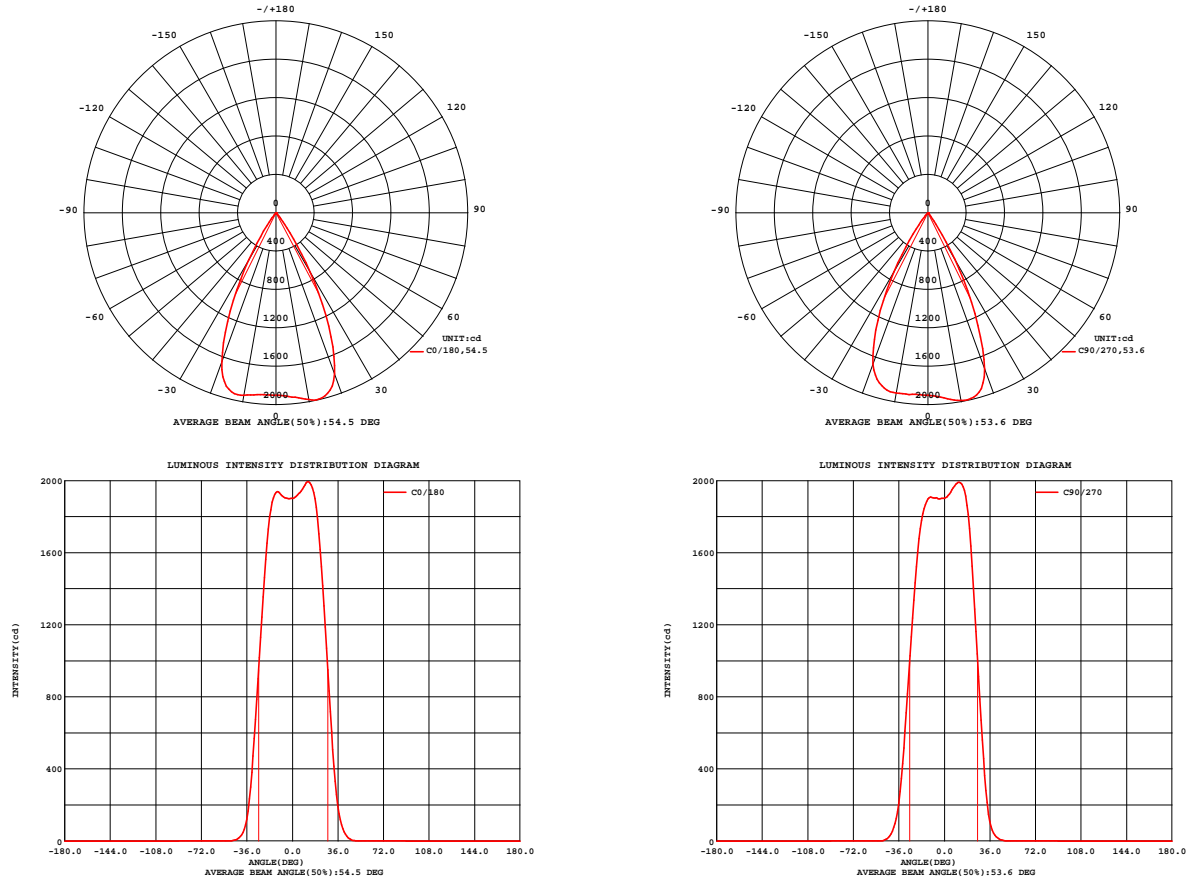 -/+180
-150 150
-120 120
-90 90
-60 60
-30 30
0
400
800
1200
1600
2000
0
UNIT:cd
C0/180,54.5
AVERAGE BEAM ANGLE(50%):54.5 DEG
-/+180
-150 150
-120 120
-90 90
-60 60
-30 30
0
400
800
1200
1600
2000
0
UNIT:cd
C90/270,53.6
AVERAGE BEAM ANGLE(50%):53.6 DEG
LUMINOUS INTENSITY DISTRIBUTION DIAGRAM
C0/180
2000
1600
1200
800
400
0
INTENSITY(cd)
-180.0 -144.0 -108.0 -72.0 -36.0 0.0 36.0 72.0 108.0 144.0 180.0
ANGLE(DEG)
AVERAGE BEAM ANGLE(50%):54.5 DEG
LUMINOUS INTENSITY DISTRIBUTION DIAGRAM
C90/270
2000
1600
1200
800
400
0
INTENSITY(cd)
-180.0 -144.0 -108.0 -72.0 -36.0 0.0 36.0 72.0 108.0 144.0 180.0
ANGLE(DEG)
AVERAGE BEAM ANGLE(50%):53.6 DEG